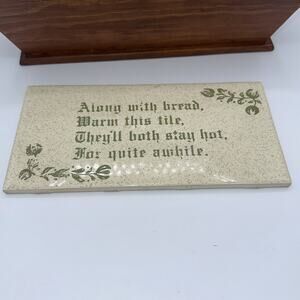 Along with bread,
Warm this tile,
They'll both stay hot,
For quite awhile.